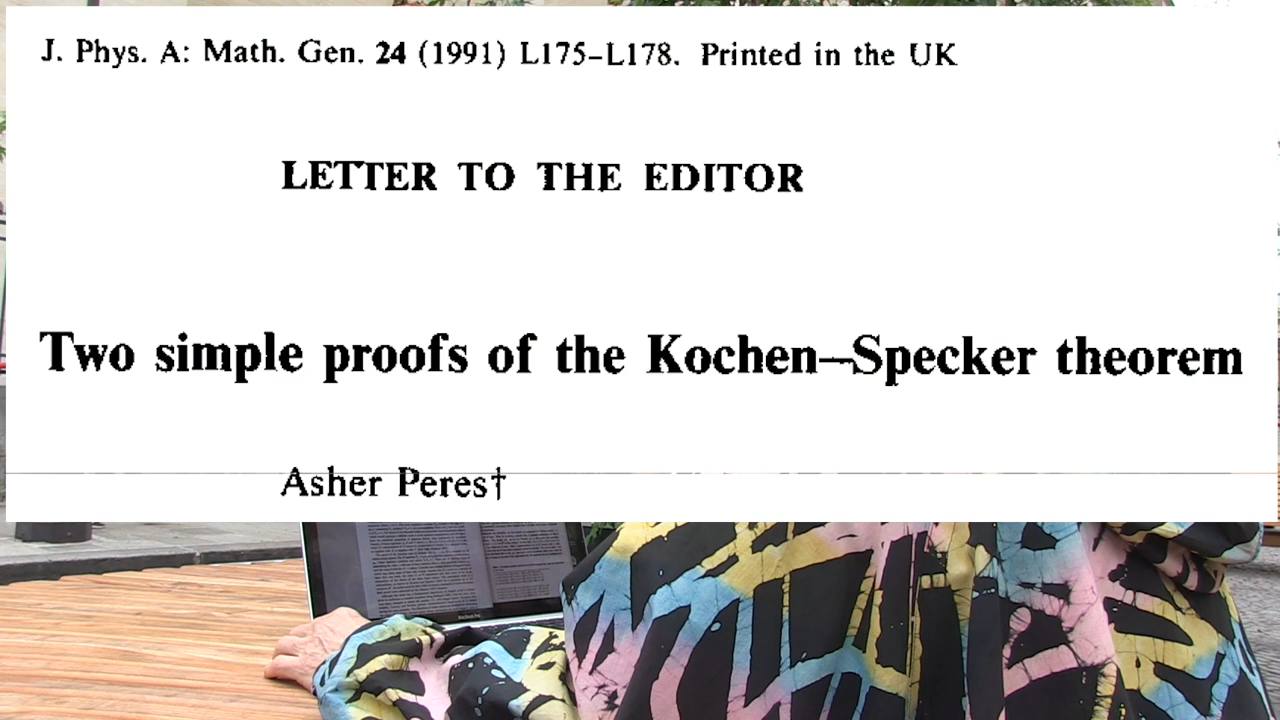 J. Phys. A: Math. Gen. 24 (1991) L175–L178. Printed in the UK
LETTER TO THE EDITOR
Two simple proofs of the Kochen–Specker theorem
Asher Peres†